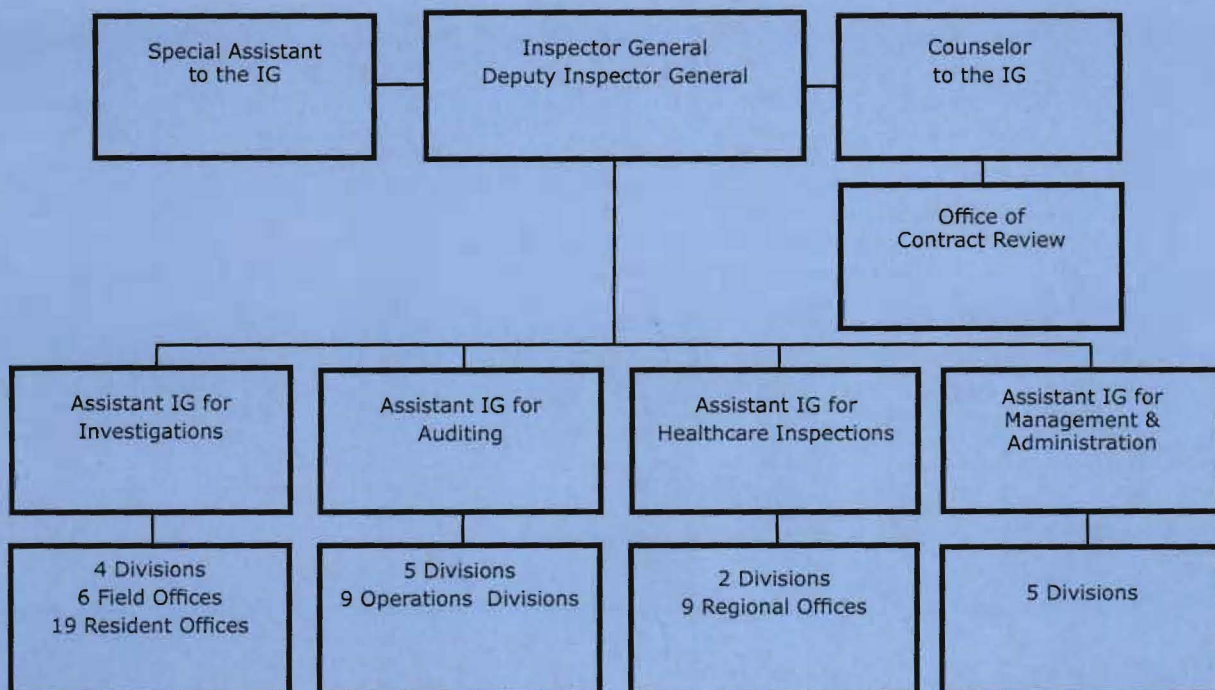 Special Assistant
to the IG
Inspector General
Deputy Inspector General
Counselor
to the IG
Office of
Contract Review
Assistant IG for
Investigations
Assistant IG for
Auditing
Assistant IG for
Healthcare Inspections
Assistant IG for
Management &
Administration
4 Divisions
6 Field Offices
19 Resident Offices
5 Divisions
9 Operations Divisions
2 Divisions
9 Regional Offices
5 Divisions